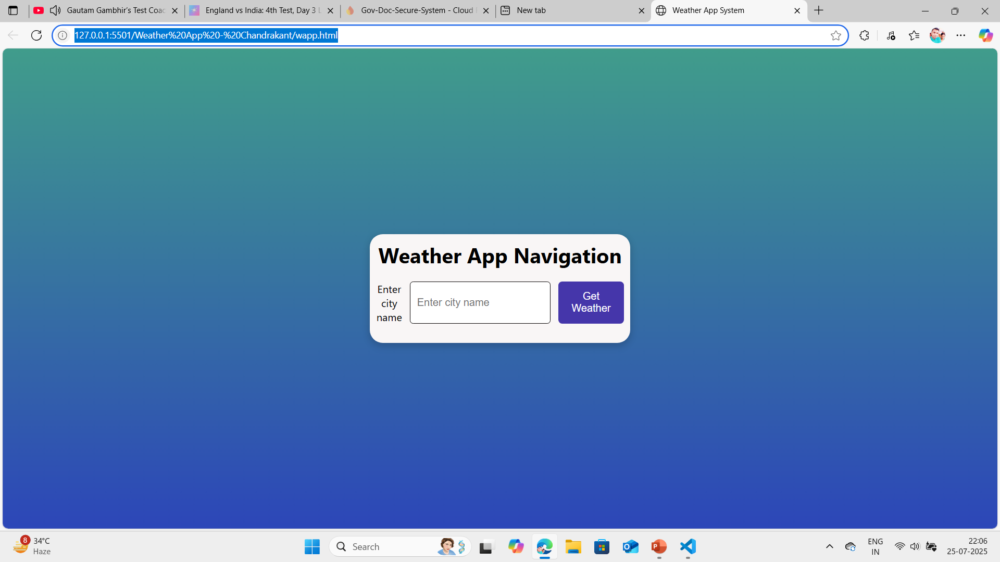 Gautam Gambhir's Test Coac
England vs India: 4th Test, Day 3 L
Gov-Doc-Secure-System - Cloud
New tab
Weather App System
127.0.0.1:5501/Weather%20App%20-%20Chandrakant/wapp.html
Weather App Navigation
Enter
city
name
Enter city name
Get
Weather
8
34°C
Haze
Search
ENG
IN
22:06
25-07-2025